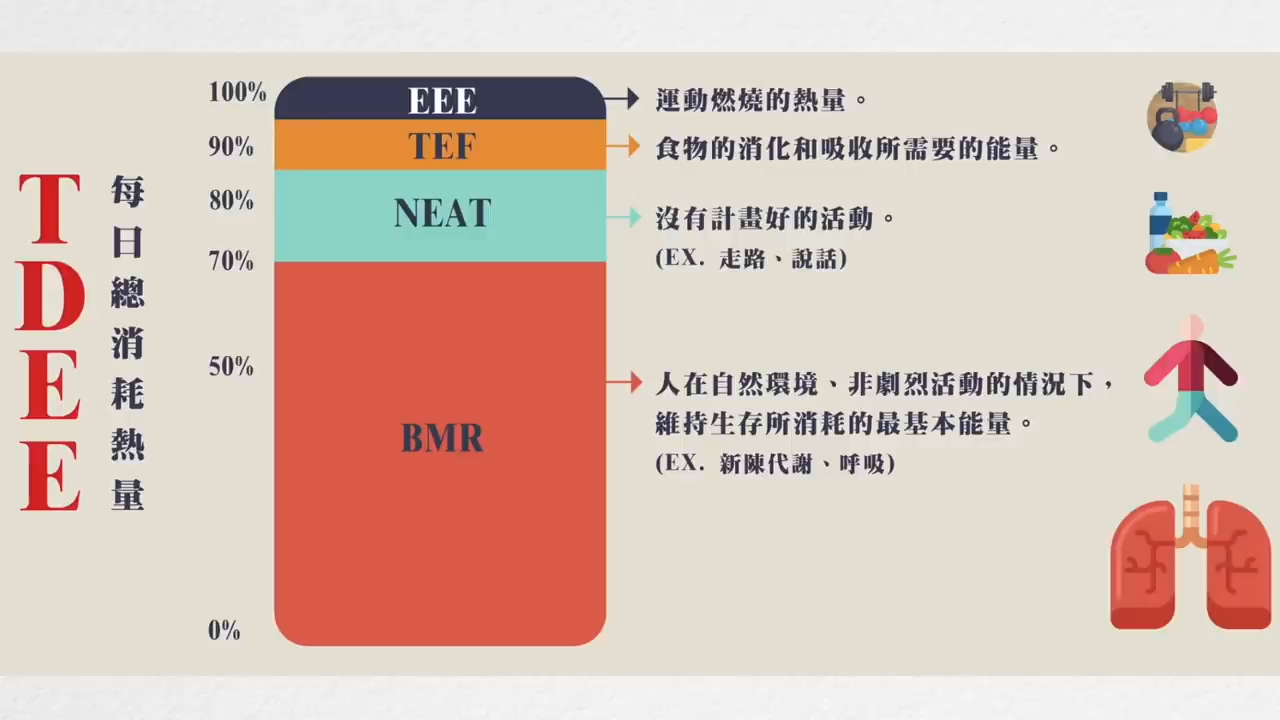 TDEE
每日總消耗熱量
100%
90%
80%
70%
50%
0%
EEE
TEF
NEAT
BMR
運動燃燒的熱量。
食物的消化和吸收所需要的能量。
沒有計畫好的活動。
(EX. 走路、說話)
人在自然環境、非劇烈活動的情況下，
維持生存所消耗的最基本能量。
(EX. 新陳代謝、呼吸)